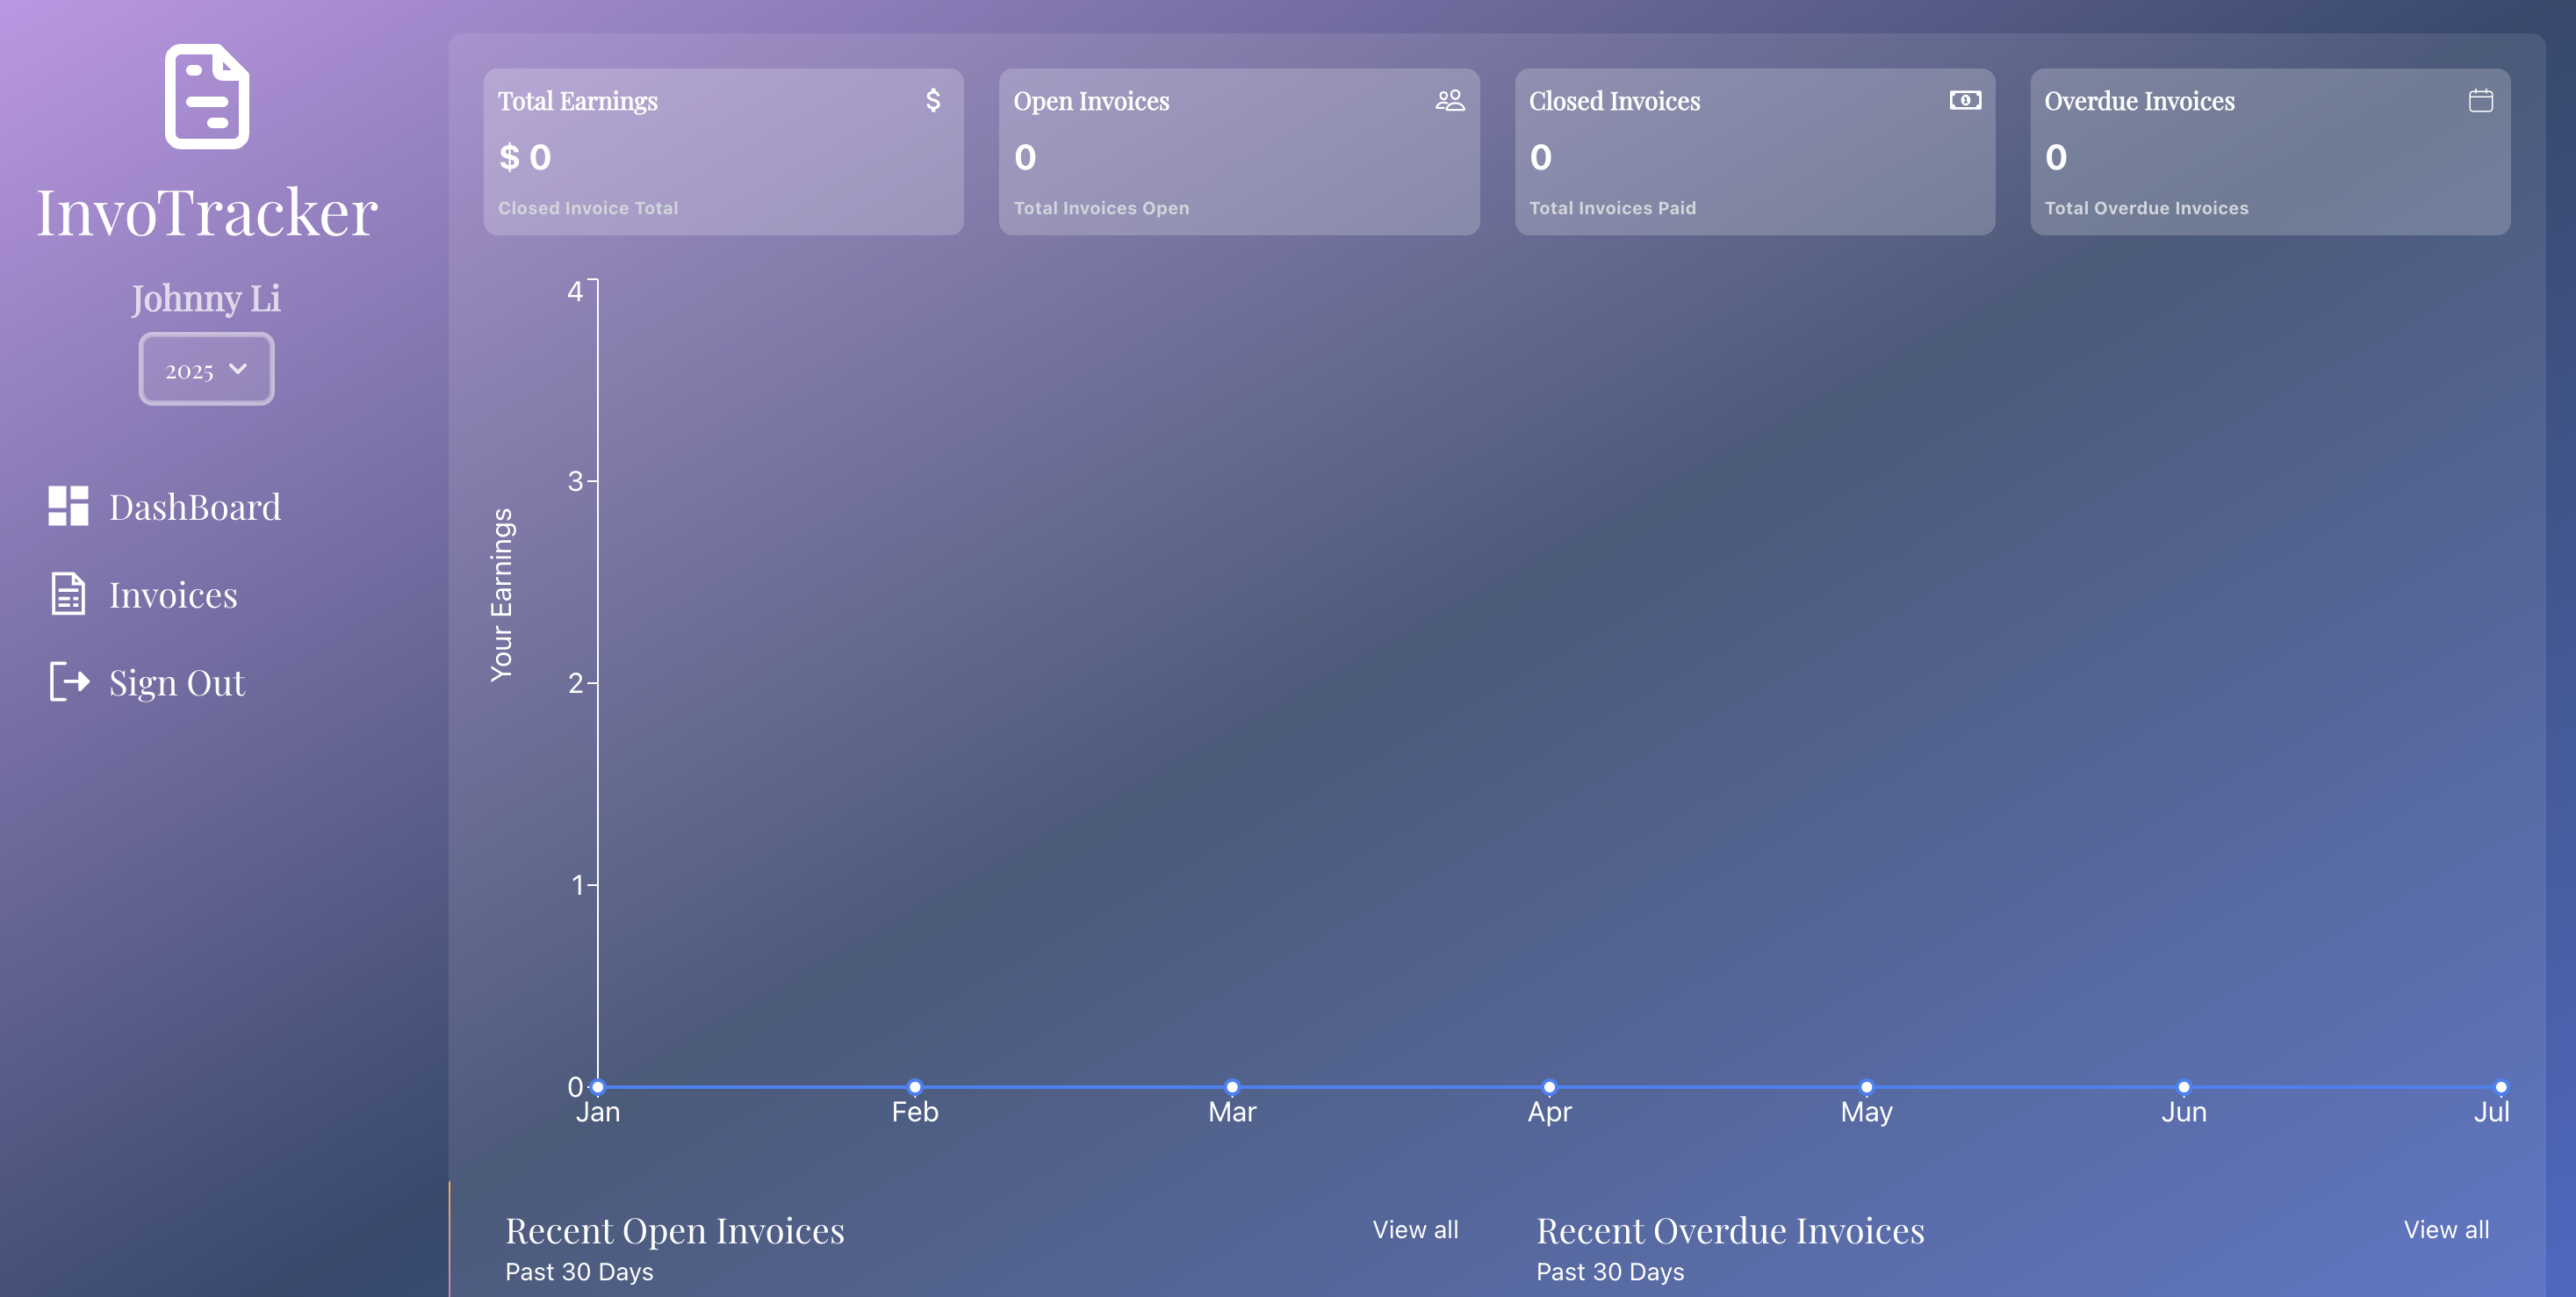 InvoTracker
Johnny Li
2025
DashBoard
Invoices
Sign Out
Total Earnings
$ 0
Closed Invoice Total
Open Invoices
0
Total Invoices Open
Closed Invoices
0
Total Invoices Paid
Overdue Invoices
0
Total Overdue Invoices
Your Earnings
4
3
2
1
0
Jan Feb Mar Apr May Jun Jul
Recent Open Invoices
View all
Past 30 Days
Recent Overdue Invoices
View all
Past 30 Days